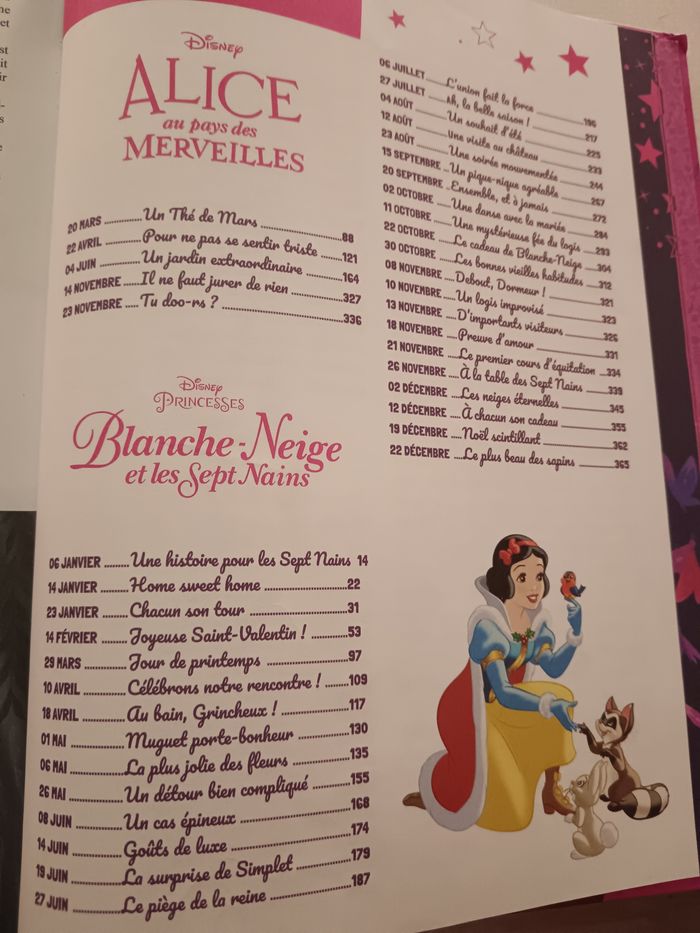 DISNEY
ALICE
au pays des
MERVEILLES
20 MARS ............Un Thé de Mars ............88
22 AVRIL ............Pour ne pas se sentir triste ............121
04 JUIN ............Un jardin extraordinaire ............164
14 NOVEMBRE .....Il ne faut jurer de rien ............327
23 NOVEMBRE .....Tu doo-rs ? ............336
DISNEY
PRINCESSES
Blanche-Neige
et les Sept Nains
06 JANVIER ........Une histoire pour les Sept Nains 14
14 JANVIER ........Home sweet home ............22
23 JANVIER ........Chacun son tour ............31
14 FÉVRIER ........Joyeuse Saint-Valentin ! ............53
29 MARS ............Jour de printemps ............97
10 AVRIL ............Célébrons notre rencontre ! .........109
18 AVRIL ............Au bain, Grincheux ! ............117
01 MAI ............Muguet porte-bonheur ............130
06 MAI ............La plus jolie des fleurs ............135
26 MAI ............Un détour bien compliqué .........155
08 JUIN ............Un cas épineux ............168
14 JUIN ............Goûts de luxe ............174
19 JUIN ............La surprise de Simplet ............179
27 JUIN ............Le piège de la reine ............187
06 JUILLET ........L'union fait la force ............196
27 JUILLET ........Ah, la belle saison ! ............217
04 AOÛT ............Un souhait d'été ............225
12 AOÛT ............Une visite au château ............233
23 AOÛT ............Une soirée mouvementée ............244
15 SEPTEMBRE ...Un pique-nique agréable ............267
20 SEPTEMBRE ...Ensemble, et à jamais ............272
02 OCTOBRE ......Une danse avec la mariée ............284
11 OCTOBRE ......Une mystérieuse fée du logis ......293
22 OCTOBRE ......Le cadeau de Blanche-Neige ......304
30 OCTOBRE ......Les bonnes vieilles habitudes ......312
08 NOVEMBRE ....Debout, Dormeur ! ............321
10 NOVEMBRE ....Un logis improvisé ............323
13 NOVEMBRE ....D'importants visiteurs ............326
18 NOVEMBRE ....Preuve d'amour ............331
21 NOVEMBRE ....Le premier cours d'équitation ....334
26 NOVEMBRE ....À la table des Sept Nains ............339
02 DÉCEMBRE ....Les neiges éternelles ............345
12 DÉCEMBRE ....À chacun son cadeau ............355
19 DÉCEMBRE ....Noël scintillant ............362
22 DÉCEMBRE ....Le plus beau des sapins ............365